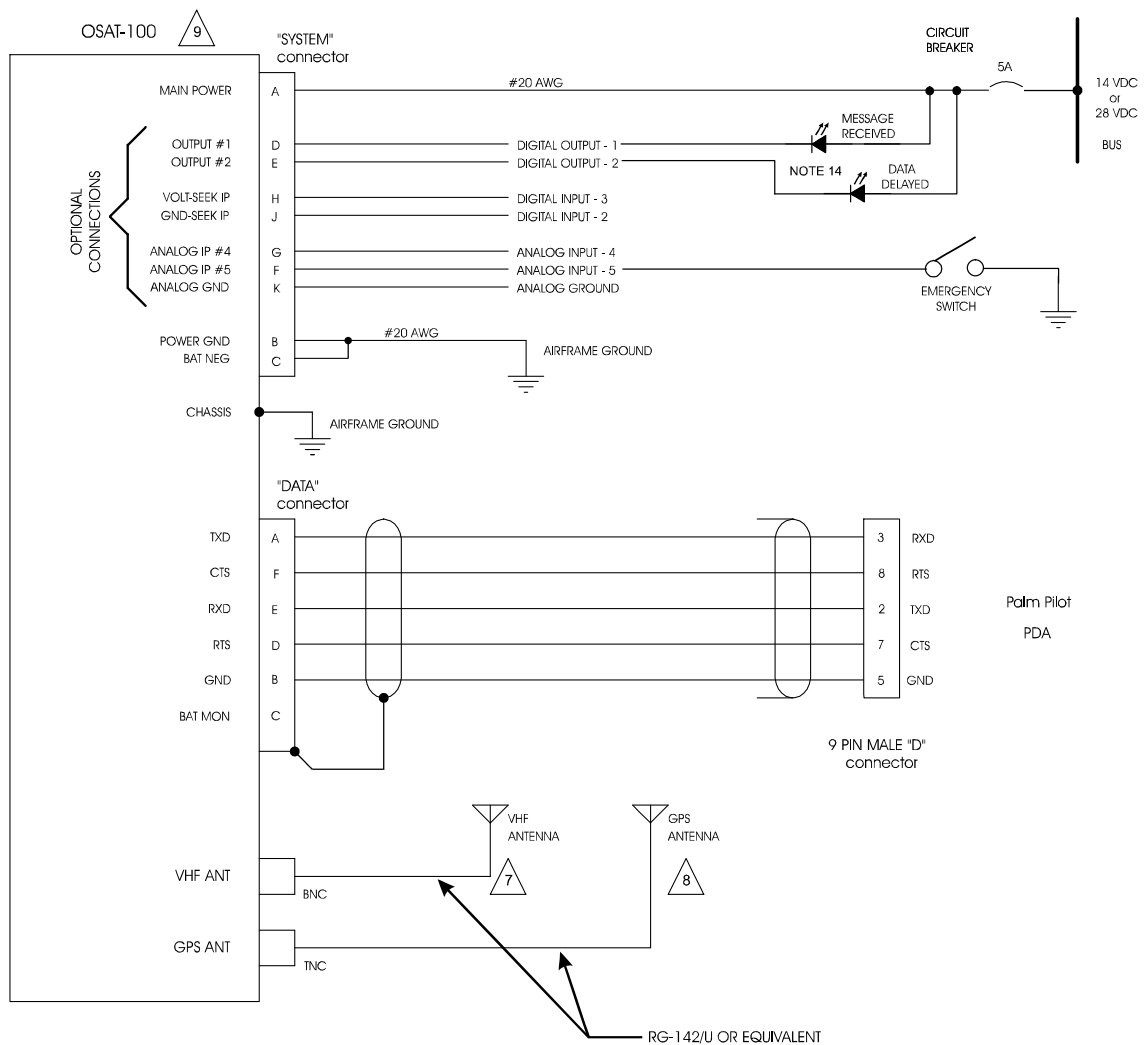 OSAT-100
9
"SYSTEM"
connector
CIRCUIT
BREAKER
5A
14 VDC
or
28 VDC
BUS
MAIN POWER
A
#20 AWG
MESSAGE
RECEIVED
OPTIONAL
CONNECTIONS
OUTPUT #1
D
DIGITAL OUTPUT - 1
OUTPUT #2
E
DIGITAL OUTPUT - 2
NOTE 14
DATA
DELAYED
VOLT-SEEK IP
H
DIGITAL INPUT - 3
GND-SEEK IP
J
DIGITAL INPUT - 2
ANALOG IP #4
G
ANALOG INPUT - 4
ANALOG IP #5
F
ANALOG INPUT - 5
ANALOG GND
K
ANALOG GROUND
EMERGENCY
SWITCH
POWER GND
B
#20 AWG
BAT NEG
C
AIRFRAME GROUND
CHASSIS
AIRFRAME GROUND
"DATA"
connector
TXD
A
3
RXD
CTS
F
8
RTS
RXD
E
2
TXD
RTS
D
7
CTS
GND
B
5
GND
BAT MON
C
Palm Pilot
PDA
9 PIN MALE "D"
connector
VHF
ANTENNA
7
GPS
ANTENNA
8
VHF ANT
BNC
GPS ANT
TNC
RG-142/U OR EQUIVALENT